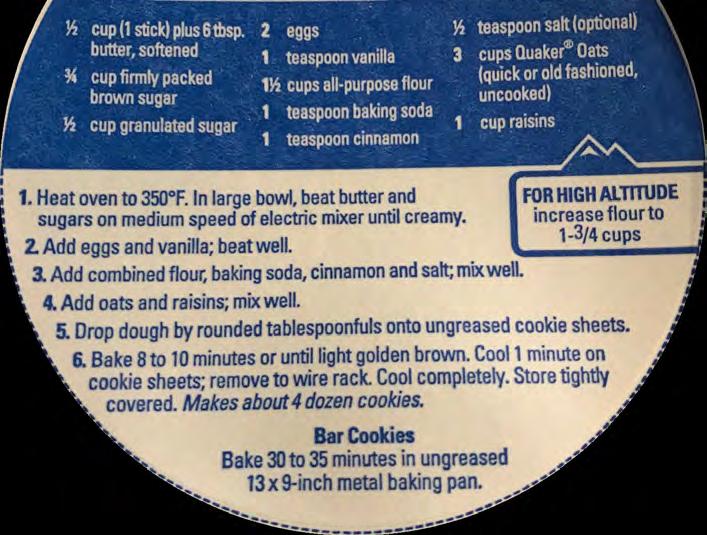 ½ cup (1 stick) plus 6 tbsp.
butter, softened
¾ cup firmly packed
brown sugar
½ cup granulated sugar
2 eggs
1 teaspoon vanilla
1½ cups all-purpose flour
1 teaspoon baking soda
1 teaspoon cinnamon
½ teaspoon salt (optional)
3 cups Quaker® Oats
(quick or old fashioned,
uncooked)
1 cup raisins
FOR HIGH ALTITUDE
increase flour to
1-3/4 cups
1. Heat oven to 350°F. In large bowl, beat butter and
sugars on medium speed of electric mixer until creamy.
2. Add eggs and vanilla; beat well.
3. Add combined flour, baking soda, cinnamon and salt; mix well.
4. Add oats and raisins; mix well.
5. Drop dough by rounded tablespoonfuls onto ungreased cookie sheets.
6. Bake 8 to 10 minutes or until light golden brown. Cool 1 minute on
cookie sheets; remove to wire rack. Cool completely. Store tightly
covered. Makes about 4 dozen cookies.
Bar Cookies
Bake 30 to 35 minutes in ungreased
13 x 9-inch metal baking pan.